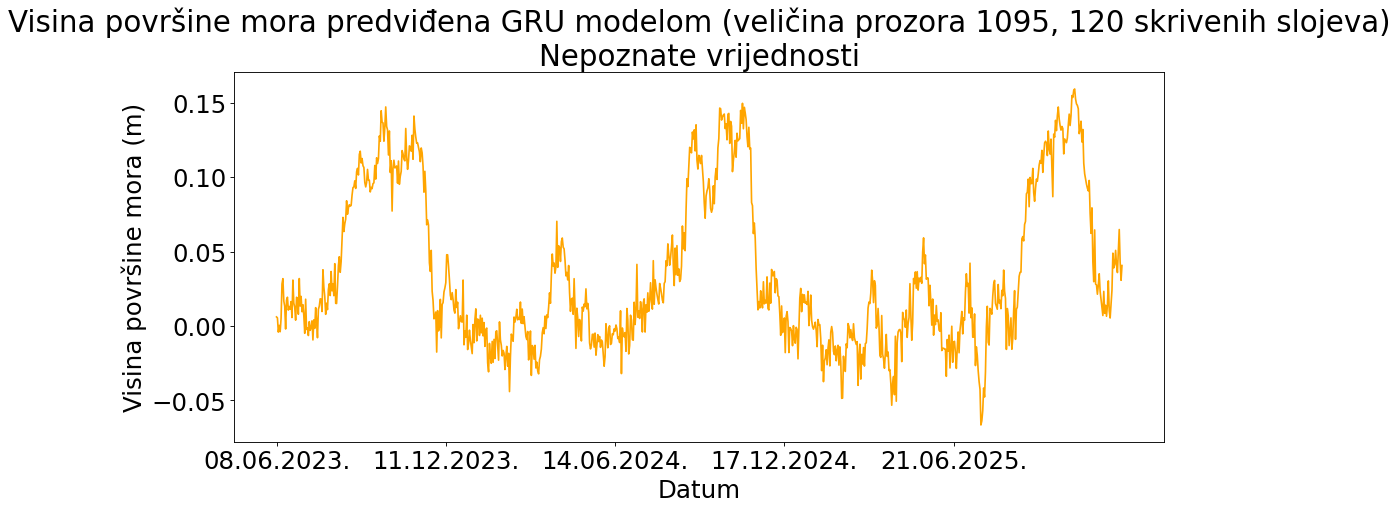 Visina površine mora predviđena GRU modelom (veličina prozora 1095, 120 skrivenih slojeva)
Nepoznate vrijednosti
Visina površine mora (m)
0.15
0.10
0.05
0.00
−0.05
08.06.2023. 11.12.2023. 14.06.2024. 17.12.2024. 21.06.2025.
Datum